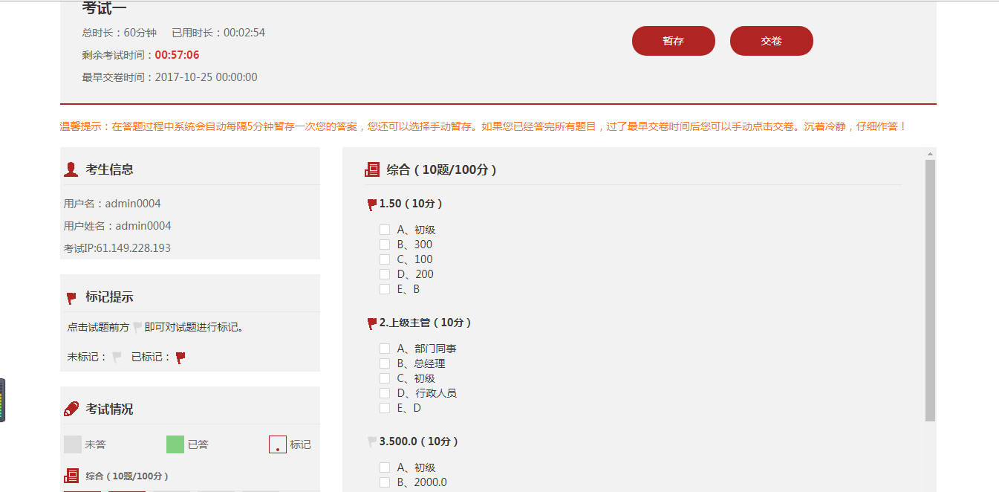 考试一
总时长：60分钟 已用时长：00:02:54
剩余考试时间：00:57:06
最早交卷时间：2017-10-25 00:00:00
暂存
交卷
温馨提示：在答题过程中系统会自动每隔5分钟暂存一次您的答案，您还可以选择手动暂存。如果您已经答完所有题目，过了最早交卷时间后您可以手动点击交卷。沉着冷静，仔细作答！
考生信息
用户名：admin0004
用户姓名：admin0004
考试IP:61.149.228.193
标记提示
点击试题前方 即可对试题进行标记。
未标记： 已标记：
考试情况
未答 已答 标记
综合（10题/100分）
综合（10题/100分）
1.50（10分）
A、初级
B、300
C、100
D、200
E、B
2.上级主管（10分）
A、部门同事
B、总经理
C、初级
D、行政人员
E、D
3.500.0（10分）
A、初级
B、2000.0